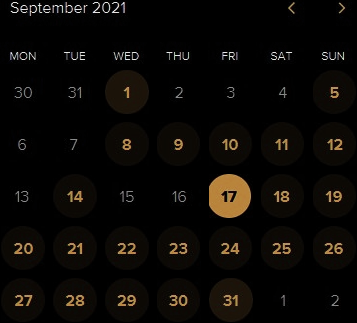 September 2021
MON TUE WED THU FRI SAT SUN
30 31 1 2 3 4 5
6 7 8 9 10 11 12
13 14 15 16 17 18 19
20 21 22 23 24 25 26
27 28 29 30 31 1 2